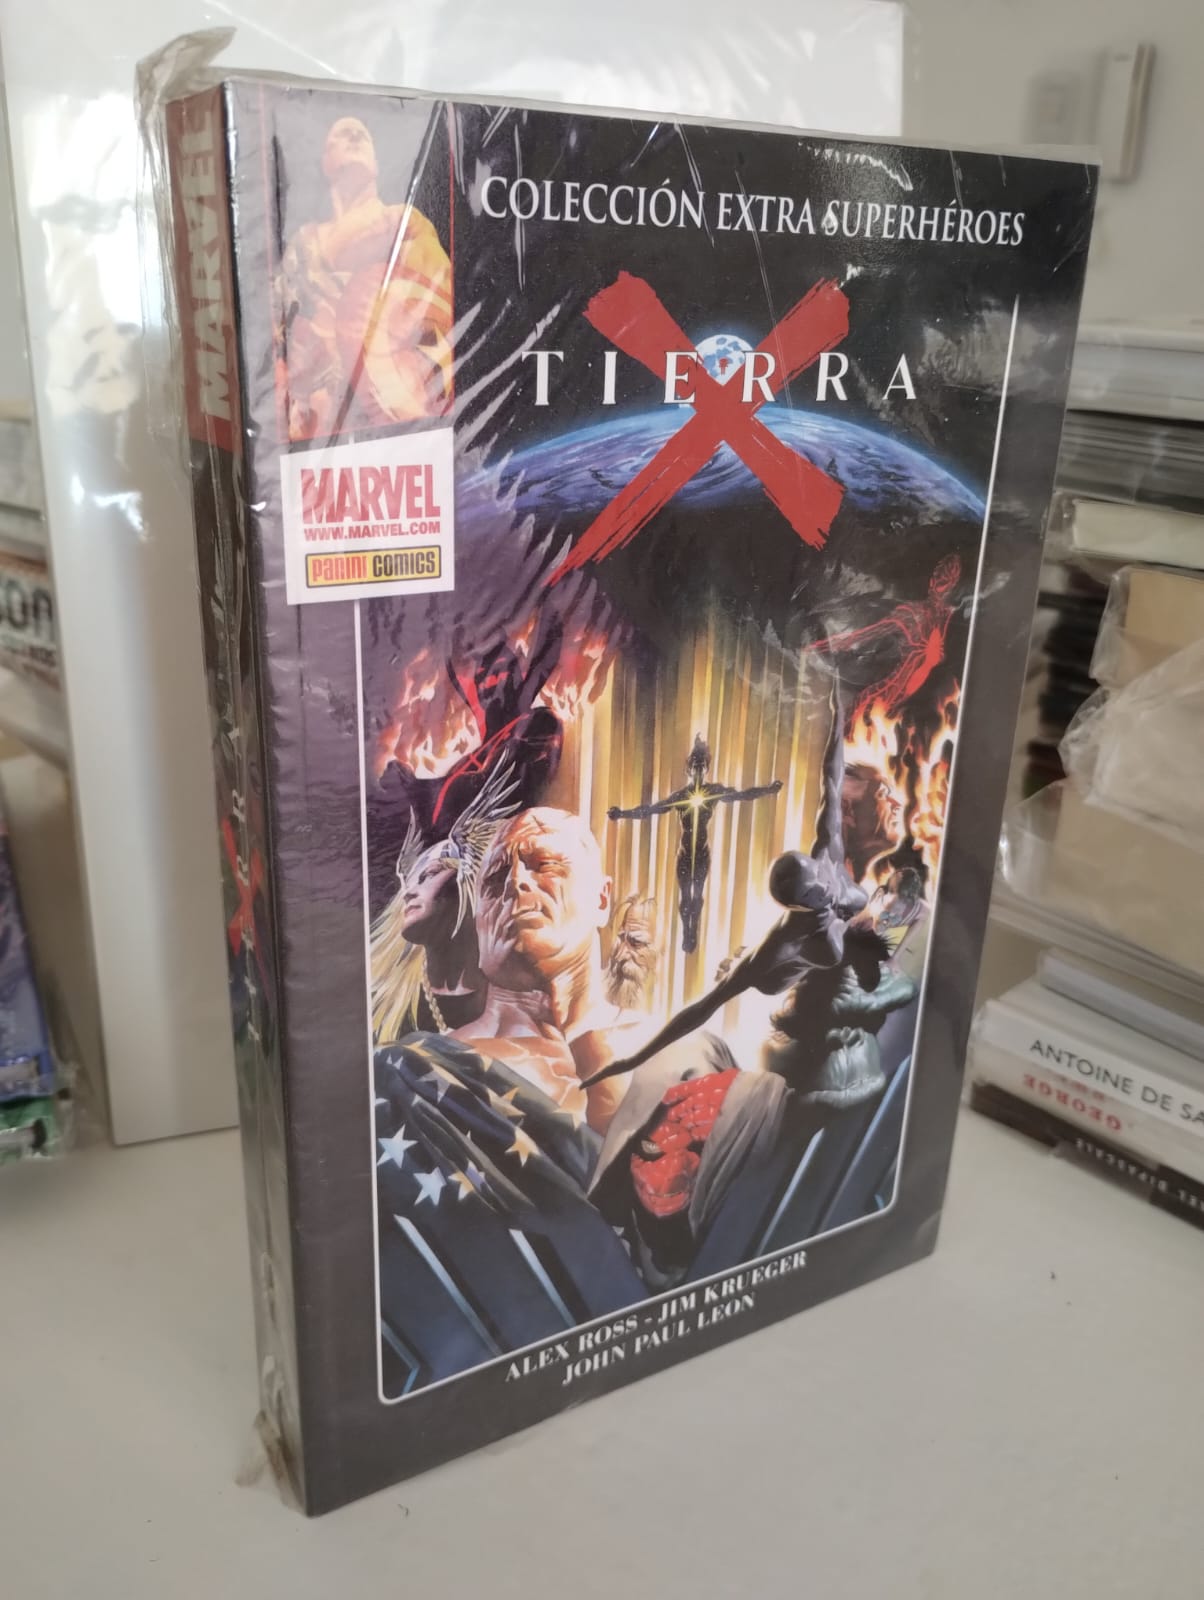 MARVEL
COLECCIÓN EXTRA SUPERHÉROES
TIERRA
X
MARVEL
WWW.MARVEL.COM
PANINI COMICS
TIERRA
X
ALEX ROSS - JIM KRUEGER
JOHN PAUL LEON
ANTOINE DE SA
GEORGE